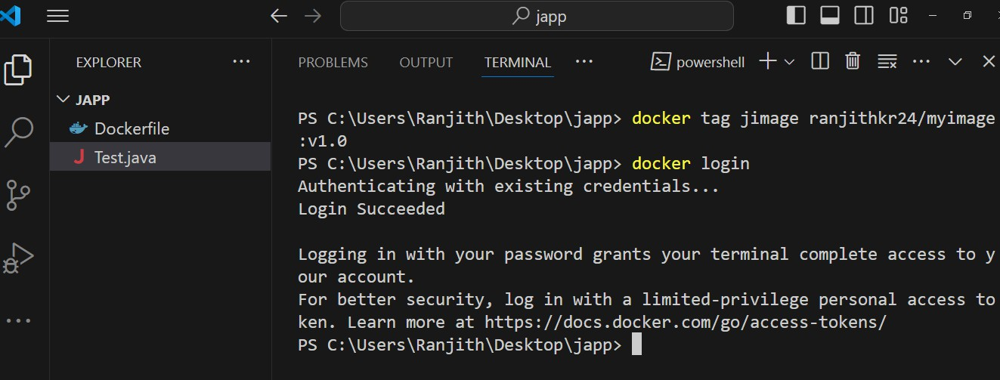 japp
EXPLORER
JAPP
Dockerfile
J Test.java
PROBLEMS OUTPUT TERMINAL powershell
PS C:\Users\Ranjith\Desktop\japp> docker tag jimage ranjithkr24/myimage
:v1.0
PS C:\Users\Ranjith\Desktop\japp> docker login
Authenticating with existing credentials...
Login Succeeded
Logging in with your password grants your terminal complete access to y
our account.
For better security, log in with a limited-privilege personal access to
ken. Learn more at https://docs.docker.com/go/access-tokens/
PS C:\Users\Ranjith\Desktop\japp>